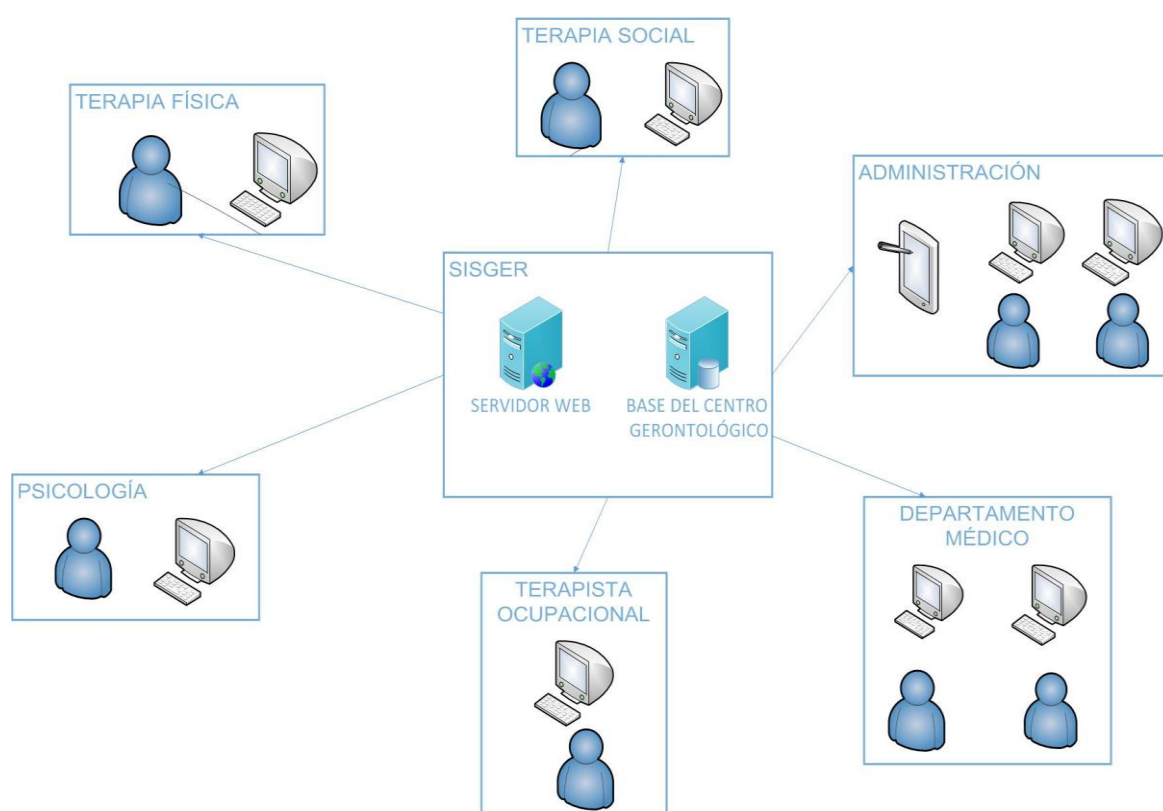 TERAPIA SOCIAL
TERAPIA FÍSICA
ADMINISTRACIÓN
SISGER
SERVIDOR WEB
BASE DEL CENTRO
GERONTOLÓGICO
PSICOLOGÍA
DEPARTAMENTO
MÉDICO
TERAPISTA
OCUPACIONAL